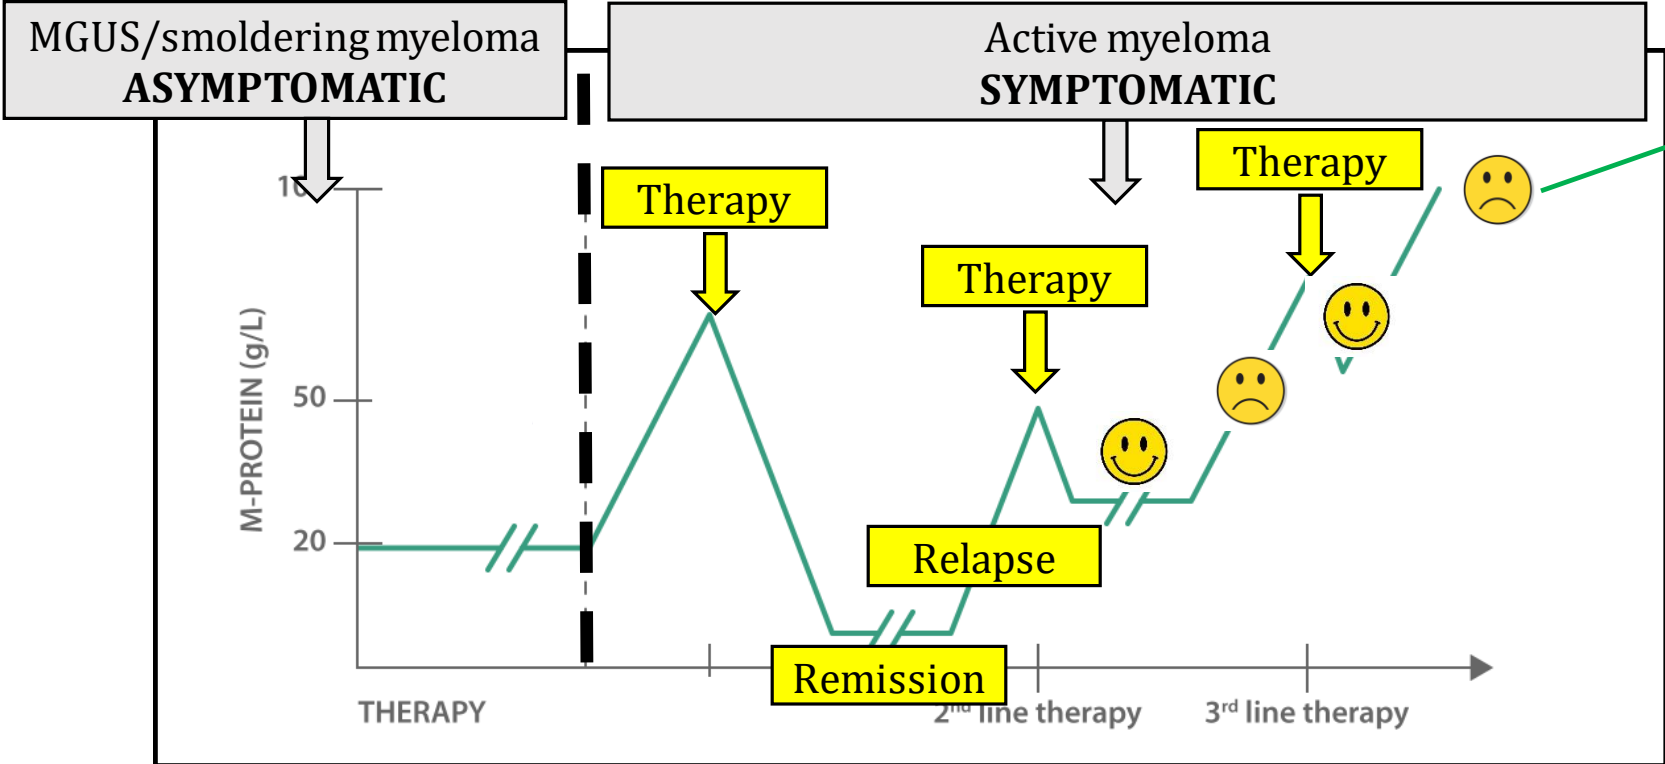 MGUS/smoldering myeloma
ASYMPTOMATIC
Active myeloma
SYMPTOMATIC
Therapy
Therapy
Therapy
M-PROTEIN (g/L)
50
20
Relapse
Remission
THERAPY
2nd line therapy
3rd line therapy